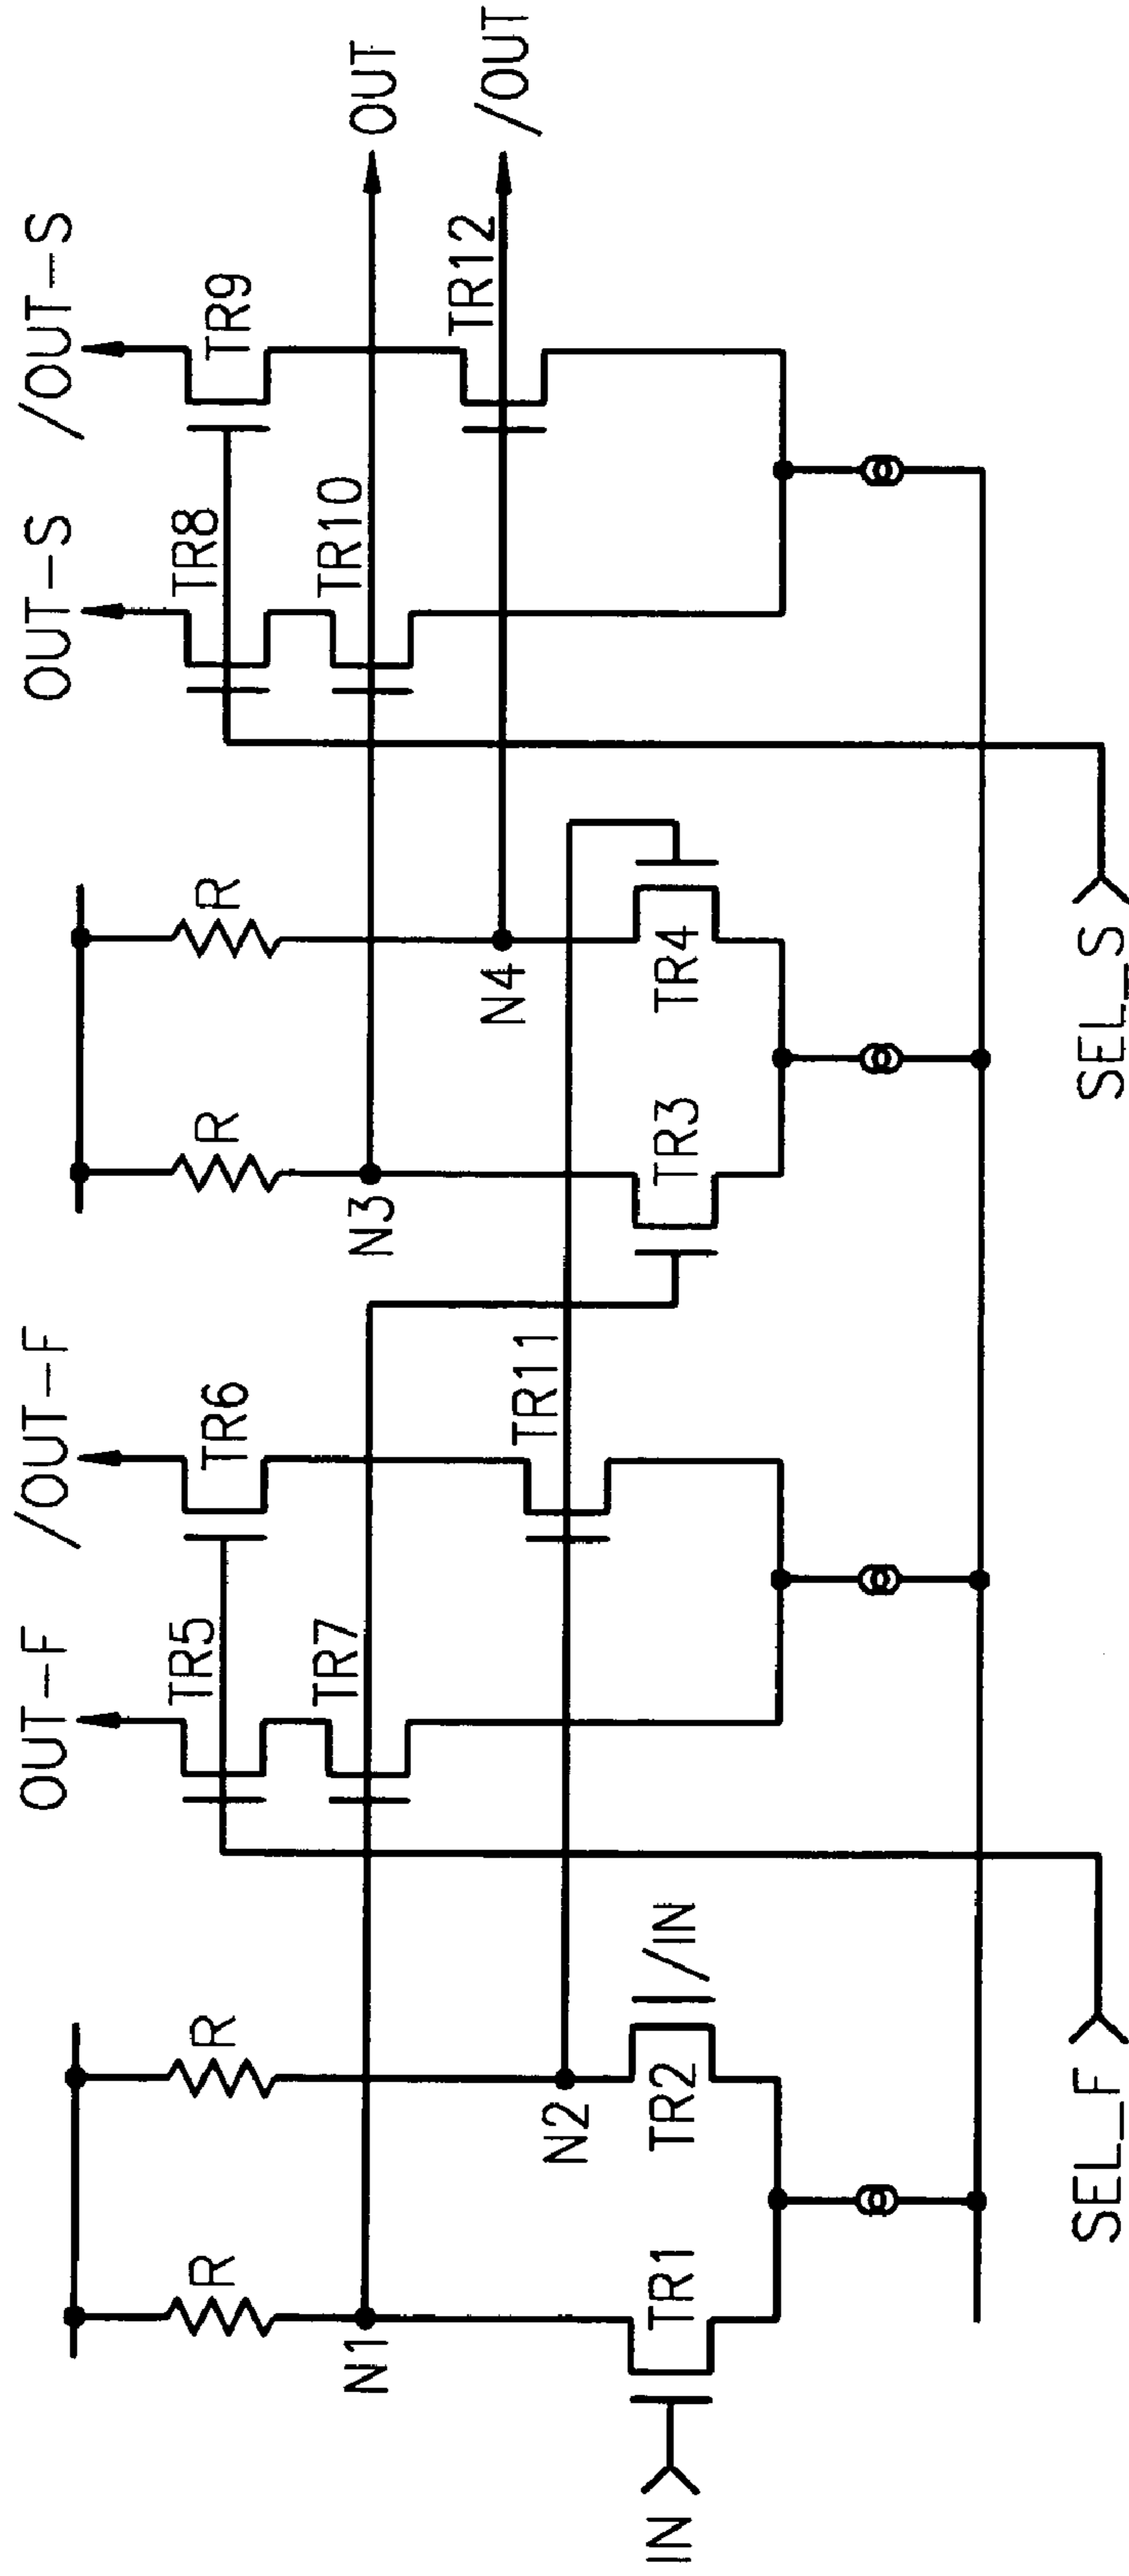 OUT-F
/OUT-F
OUT-S
/OUT-S
R
R
TR5
TR6
R
R
TR8
TR9
N1
TR7
N3
TR10
OUT
N2
TR11
N4
TR12
/OUT
IN
TR1
TR2
/IN
TR3
TR4
SEL_F
SEL_S